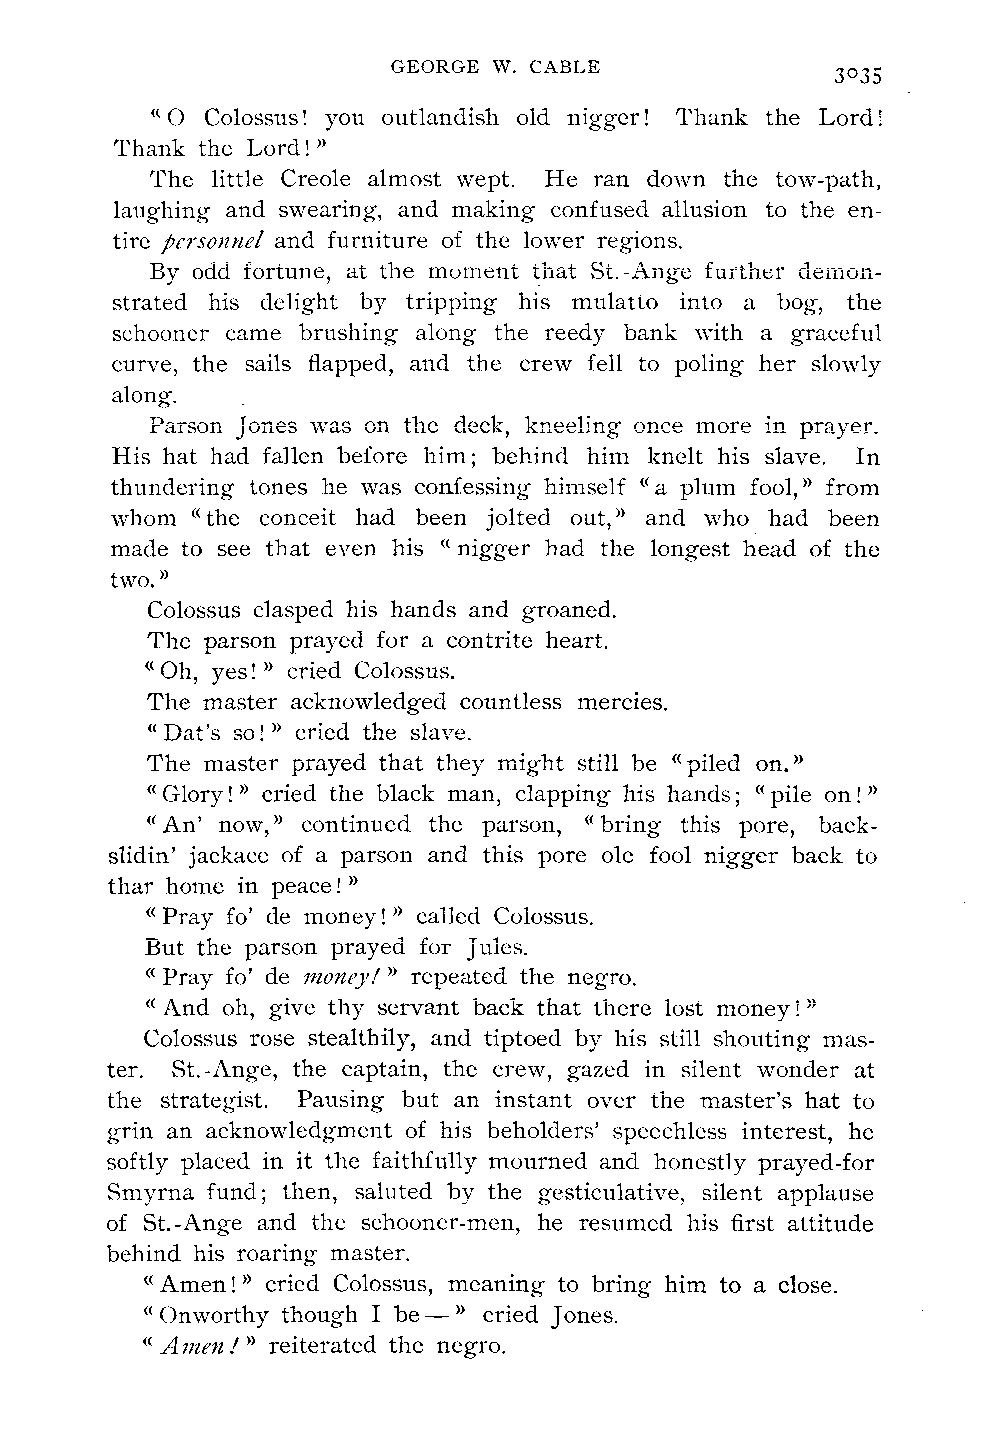 GEORGE W. CABLE
3035
“O Colossus! you outlandish old nigger! Thank the Lord!
Thank the Lord!”
The little Creole almost wept. He ran down the tow-path,
laughing and swearing, and making confused allusion to the en-
tire personnel and furniture of the lower regions.
By odd fortune, at the moment that St.-Ange further demon-
strated his delight by tripping his mulatto into a bog, the
schooner came brushing along the reedy bank with a graceful
curve, the sails flapped, and the crew fell to poling her slowly
along.
Parson Jones was on the deck, kneeling once more in prayer.
His hat had fallen before him; behind him knelt his slave. In
thundering tones he was confessing himself “a plum fool,” from
whom “the conceit had been jolted out,” and who had been
made to see that even his “nigger had the longest head of the
two.”
Colossus clasped his hands and groaned.
The parson prayed for a contrite heart.
“Oh, yes!” cried Colossus.
The master acknowledged countless mercies.
“Dat's so!” cried the slave.
The master prayed that they might still be “piled on.”
“Glory!” cried the black man, clapping his hands; “pile on!”
“An' now,” continued the parson, “bring this pore, back-
slidin' jackace of a parson and this pore ole fool nigger back to
thar home in peace!”
“Pray fo' de money!” called Colossus.
But the parson prayed for Jules.
“Pray fo' de money!” repeated the negro.
“And oh, give thy servant back that there lost money!”
Colossus rose stealthily, and tiptoed by his still shouting mas-
ter. St.-Ange, the captain, the crew, gazed in silent wonder at
the strategist. Pausing but an instant over the master's hat to
grin an acknowledgment of his beholders' speechless interest, he
softly placed in it the faithfully mourned and honestly prayed-for
Smyrna fund; then, saluted by the gesticulative, silent applause
of St.-Ange and the schooner-men, he resumed his first attitude
behind his roaring master.
“Amen!” cried Colossus, meaning to bring him to a close.
“Onworthy though I be—” cried Jones.
“Amen!” reiterated the negro.